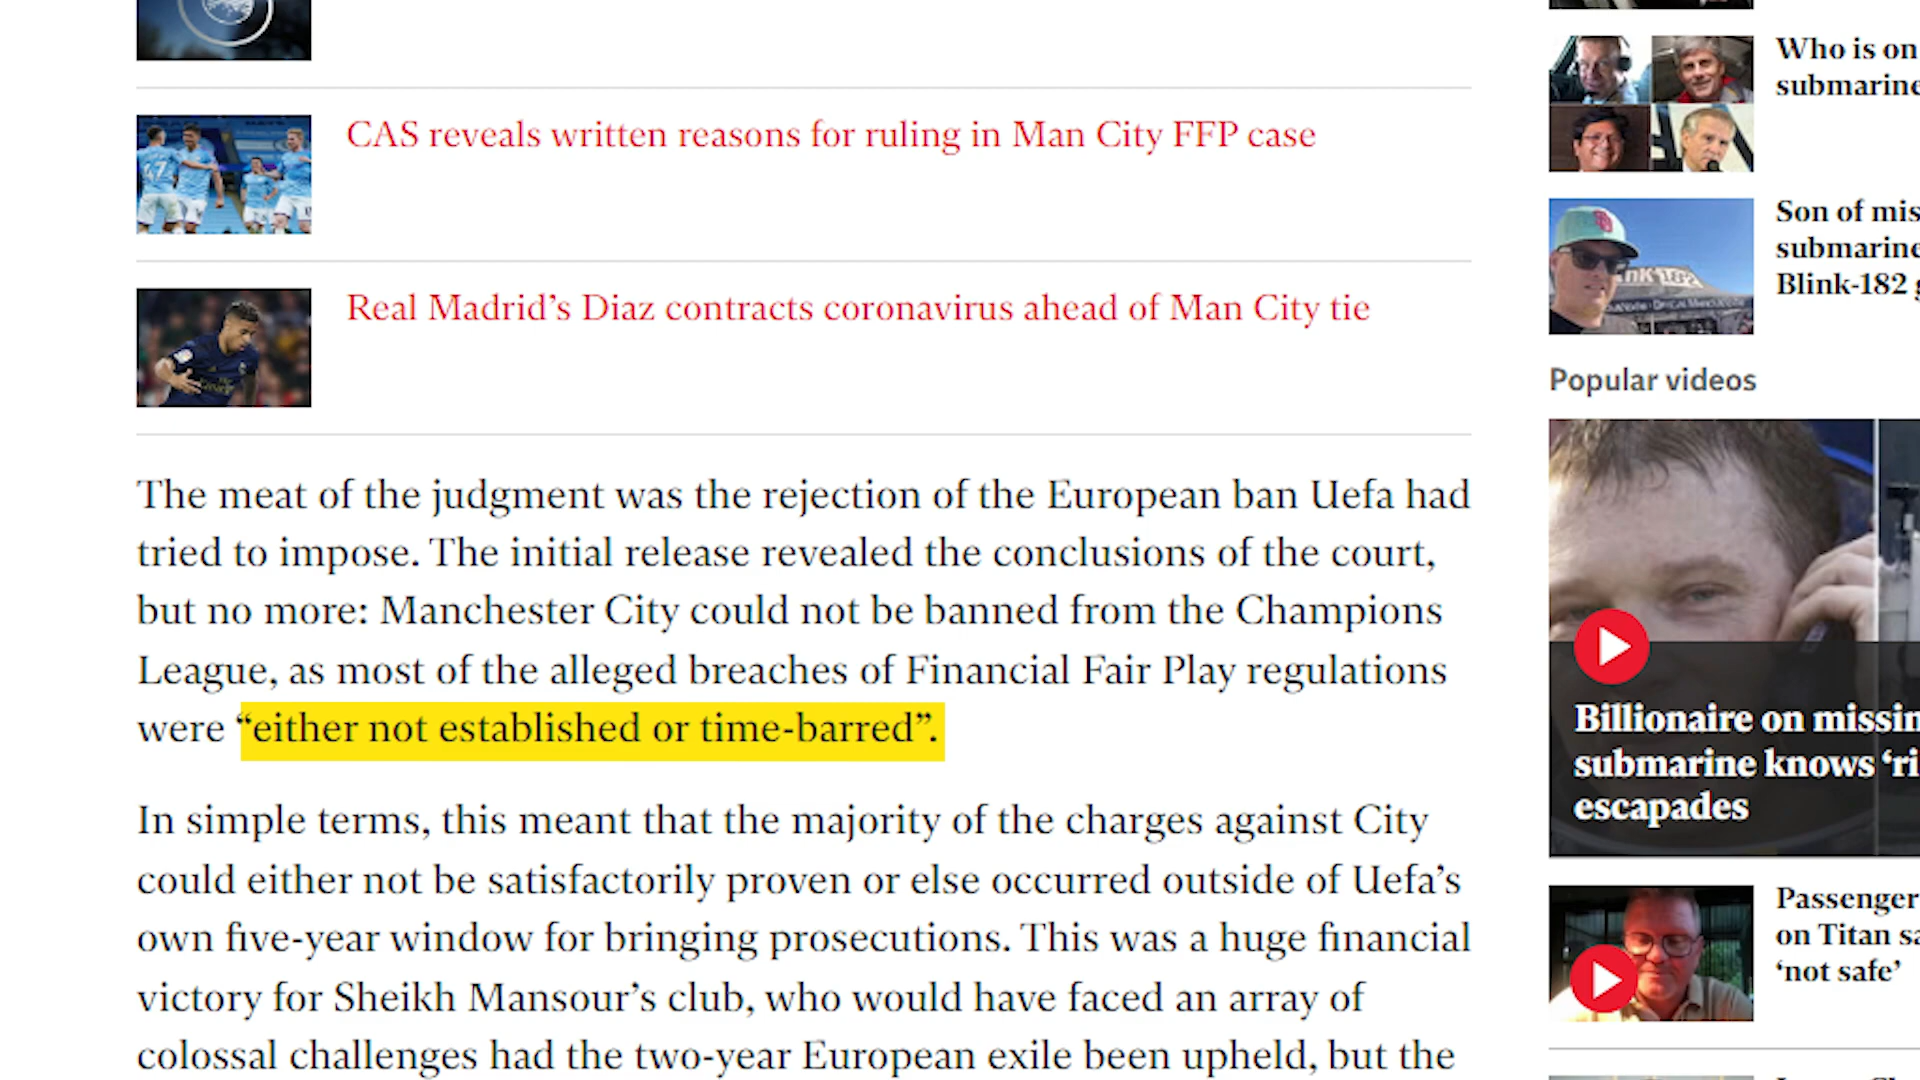 CAS reveals written reasons for ruling in Man City FFP case
Real Madrid’s Diaz contracts coronavirus ahead of Man City tie
The meat of the judgment was the rejection of the European ban Uefa had
tried to impose. The initial release revealed the conclusions of the court,
but no more: Manchester City could not be banned from the Champions
League, as most of the alleged breaches of Financial Fair Play regulations
were “either not established or time-barred”.
In simple terms, this meant that the majority of the charges against City
could either not be satisfactorily proven or else occurred outside of Uefa’s
own five-year window for bringing prosecutions. This was a huge financial
victory for Sheikh Mansour’s club, who would have faced an array of
colossal challenges had the two-year European exile been upheld, but the
Who is on
submarine
Son of mis
submarine
Blink-182
Popular videos
Billionaire on missin
submarine knows ‘ri
escapades
Passenger
on Titan sa
‘not safe’